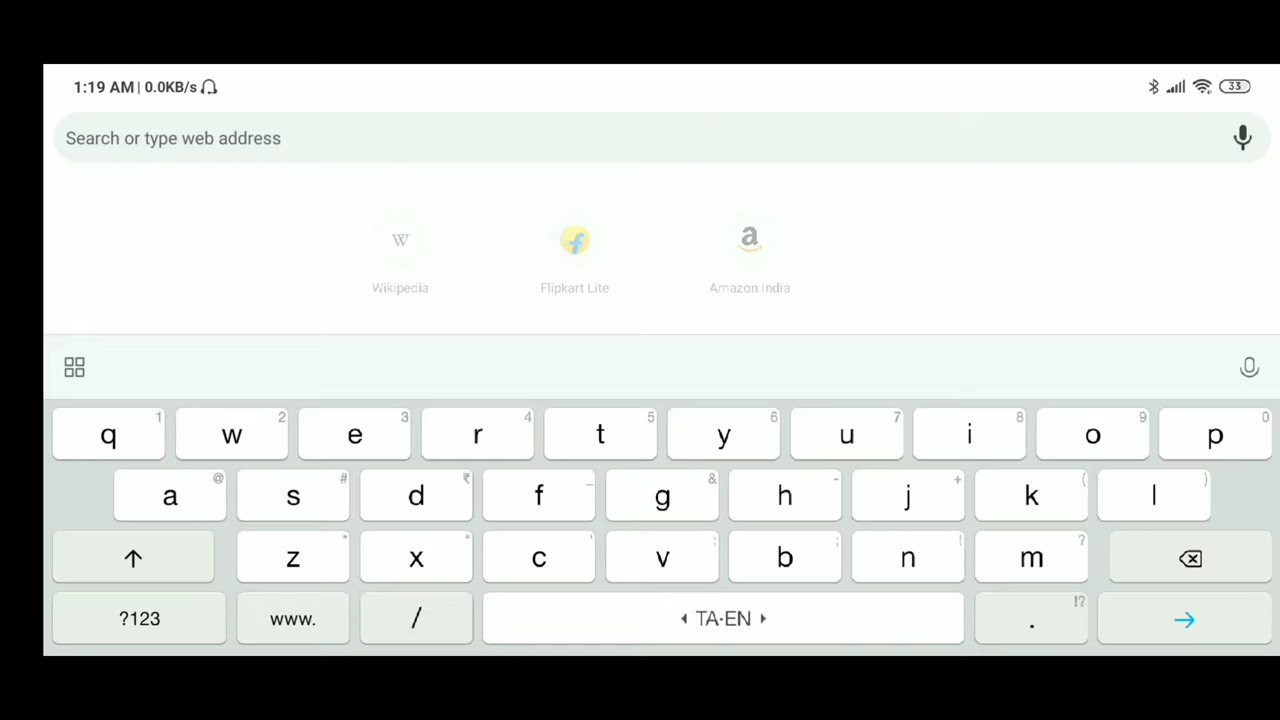 1:19 AM | 0.0KB/s 33
Search or type web address
W
Wikipedia
f
Flipkart Lite
a
Amazon India
q 1 w 2 e 3 r 4 t 5 y 6 u 7 i 8 o 9 p 0
a @ s # d ₹ f _ g & h - j + k ( l )
z * x " c ' v : b ; n ! m ?
?123 www. / TA·EN . !?